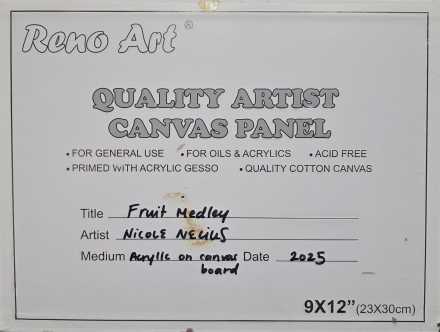 Reno Art®
QUALITY ARTIST
CANVAS PANEL
• FOR GENERAL USE • FOR OILS & ACRYLICS • ACID FREE
• PRIMED WITH ACRYLIC GESSO • QUALITY COTTON CANVAS
Title Fruit Medley
Artist NICOLE NELIUS
Medium Acrylic on canvas Date 2025
board
9X12" (23X30cm)